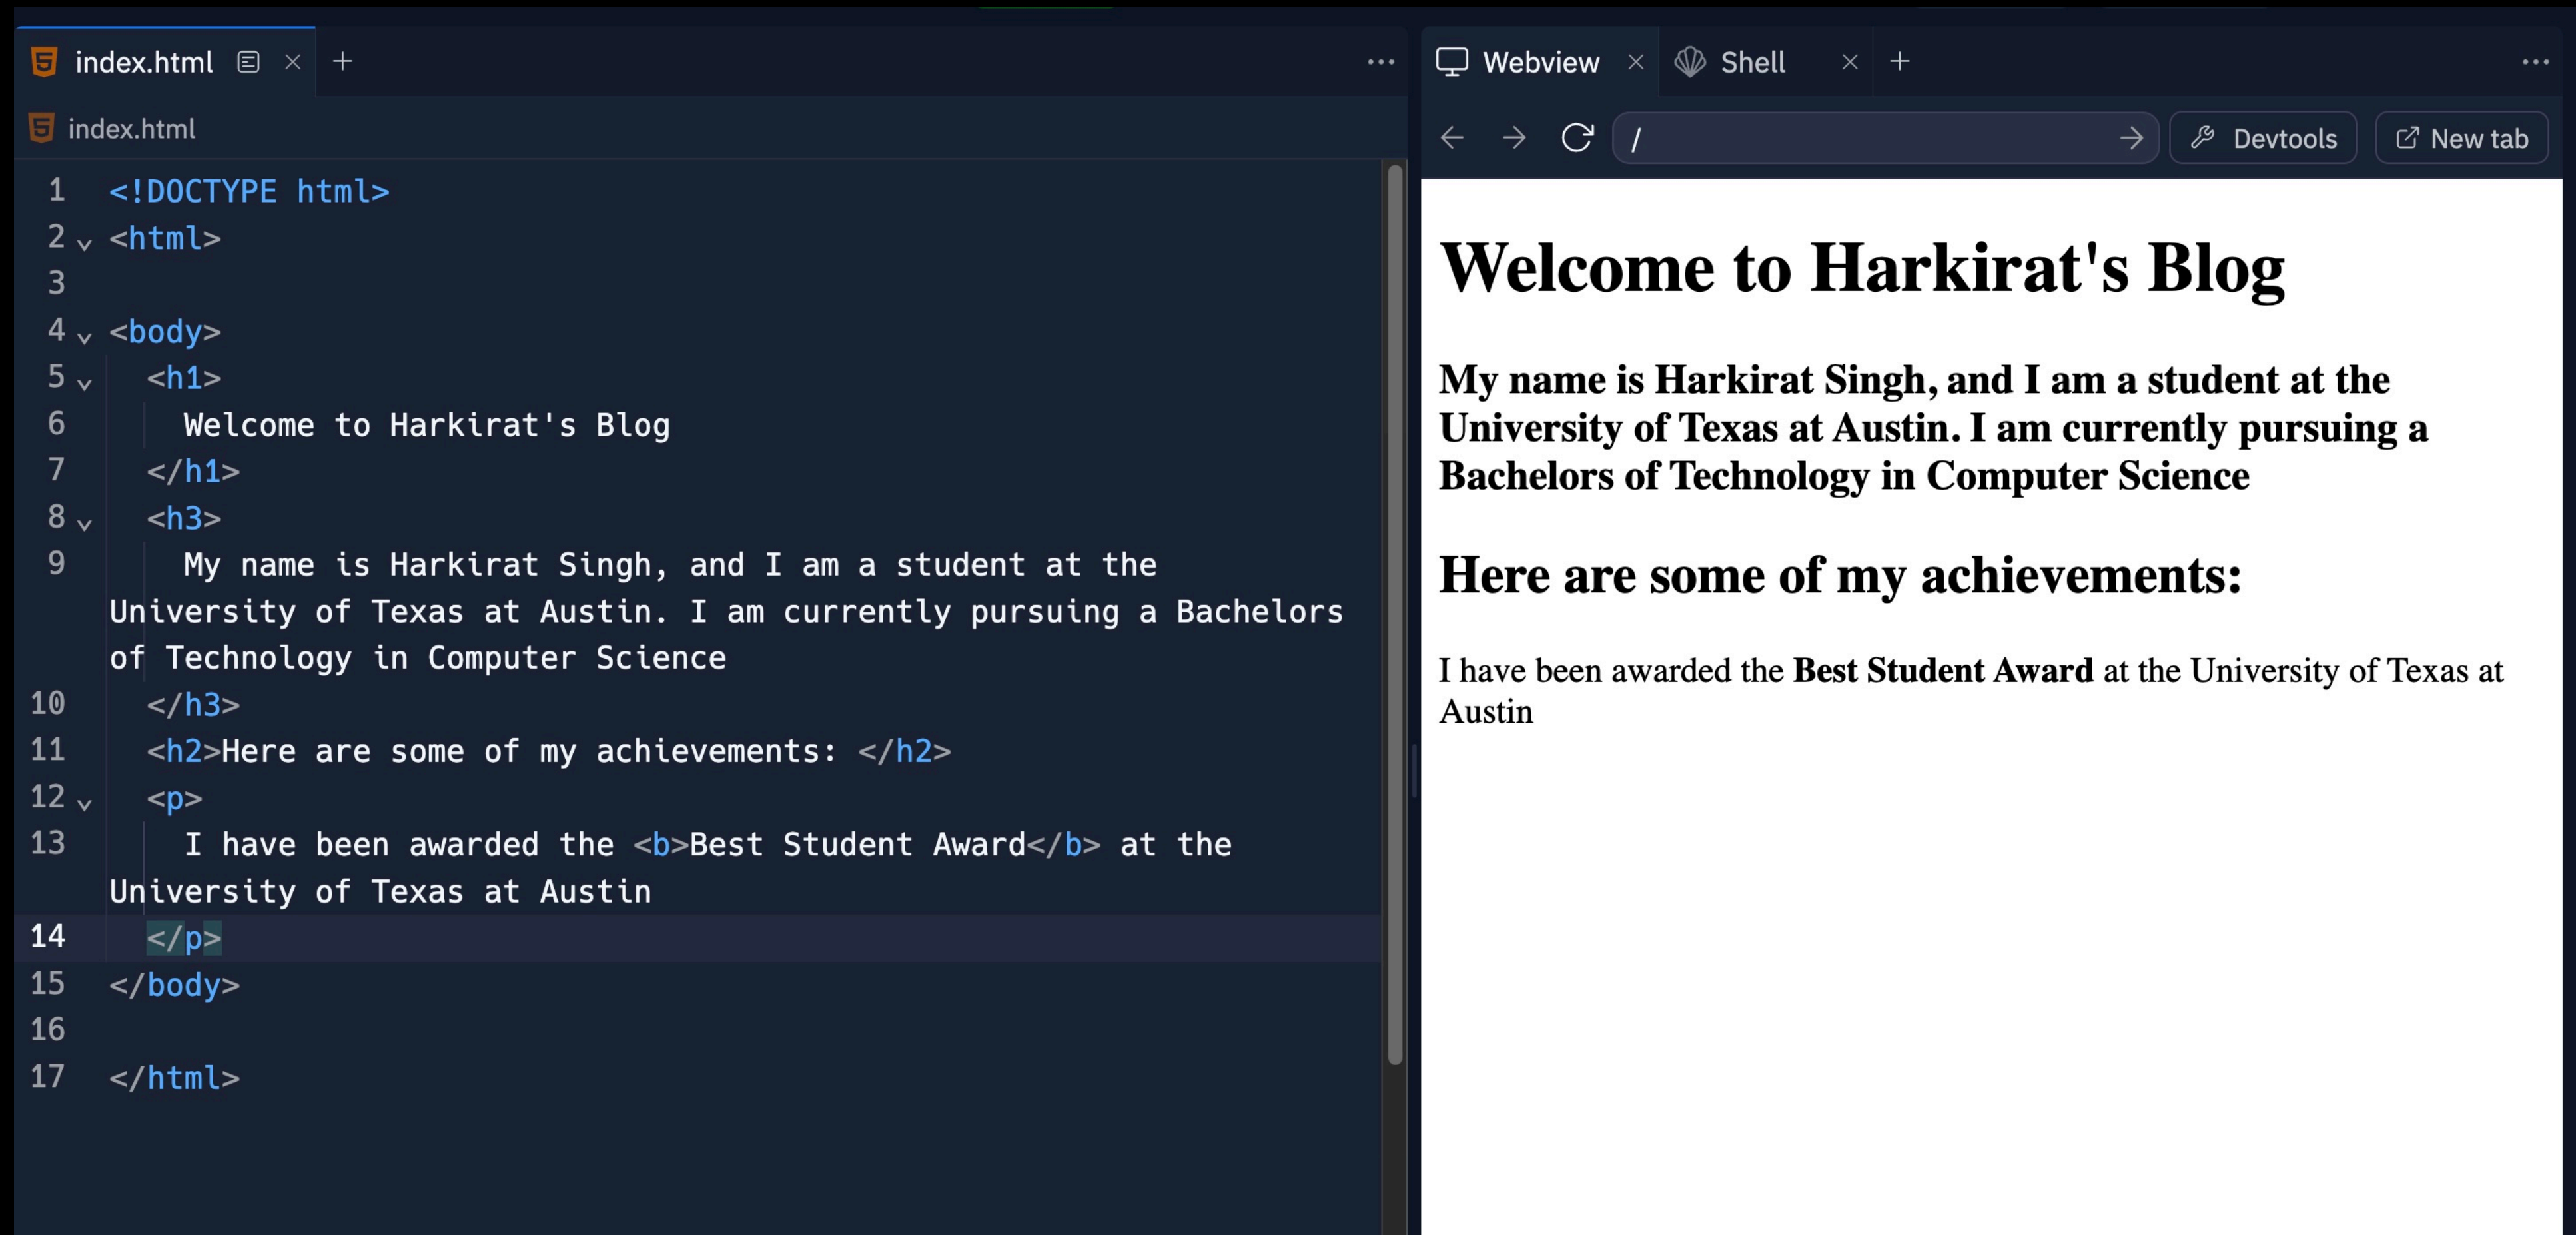 index.html
index.html
1 <!DOCTYPE html>
2 <html>
3
4 <body>
5 <h1>
6 Welcome to Harkirat's Blog
7 </h1>
8 <h3>
9 My name is Harkirat Singh, and I am a student at the
University of Texas at Austin. I am currently pursuing a Bachelors
of Technology in Computer Science
10 </h3>
11 <h2>Here are some of my achievements: </h2>
12 <p>
13 I have been awarded the <b>Best Student Award</b> at the
University of Texas at Austin
14 </p>
15 </body>
16
17 </html>
Webview Shell
/ Devtools New tab
Welcome to Harkirat's Blog
My name is Harkirat Singh, and I am a student at the
University of Texas at Austin. I am currently pursuing a
Bachelors of Technology in Computer Science
Here are some of my achievements:
I have been awarded the Best Student Award at the University of Texas at
Austin